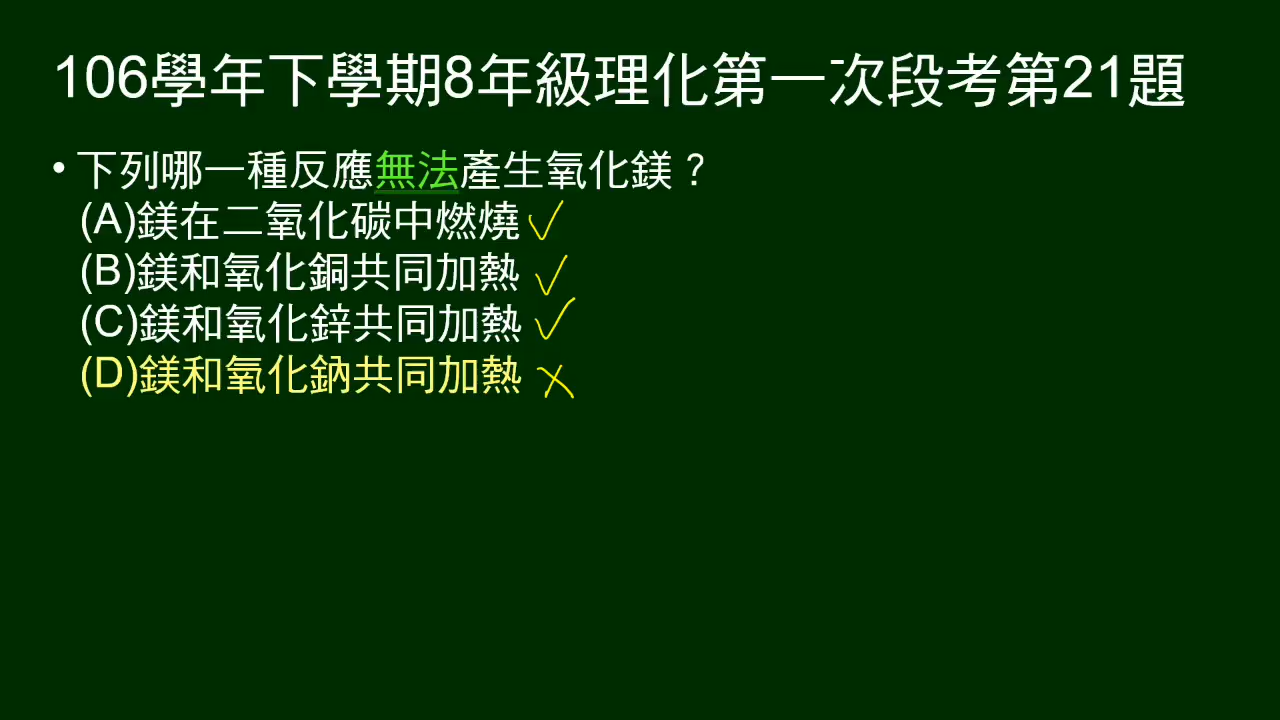 106學年下學期8年級理化第一次段考第21題
• 下列哪一種反應無法產生氧化鎂？
(A)鎂在二氧化碳中燃燒 ✓
(B)鎂和氧化銅共同加熱 ✓
(C)鎂和氧化鋅共同加熱 ✓
(D)鎂和氧化鈉共同加熱 ✗